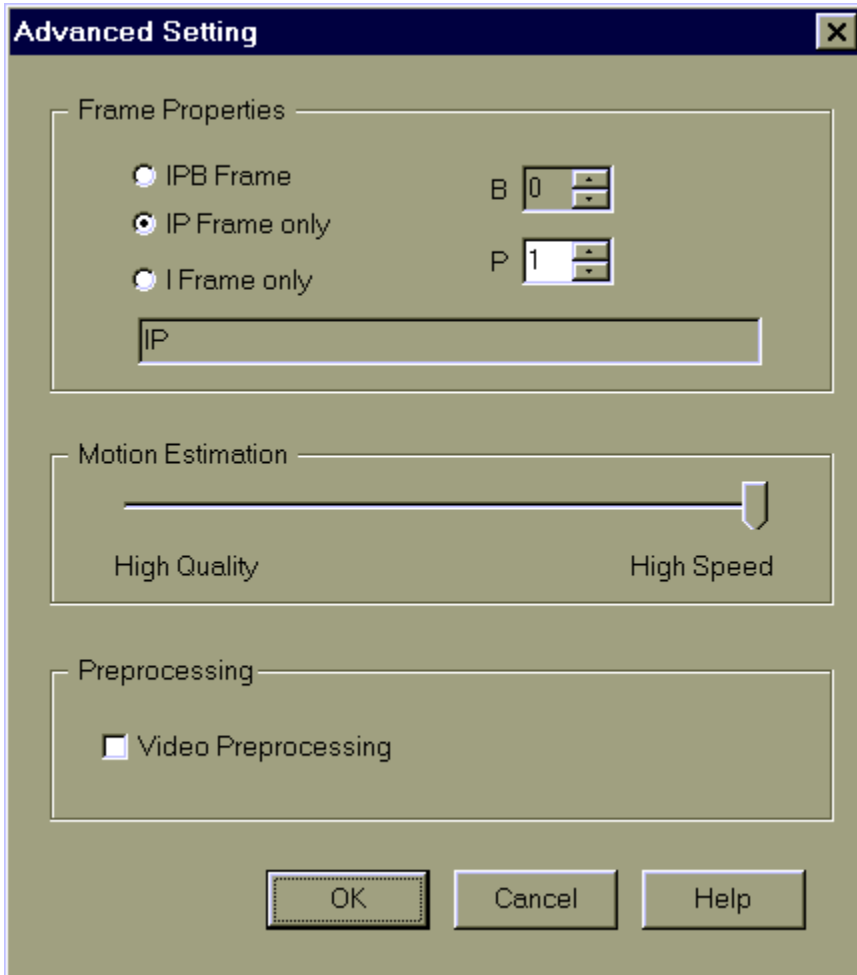 Advanced Setting
Frame Properties
IPB Frame
B 0
IP Frame only
P 1
I Frame only
IP
Motion Estimation
High Quality High Speed
Preprocessing
Video Preprocessing
OK Cancel Help